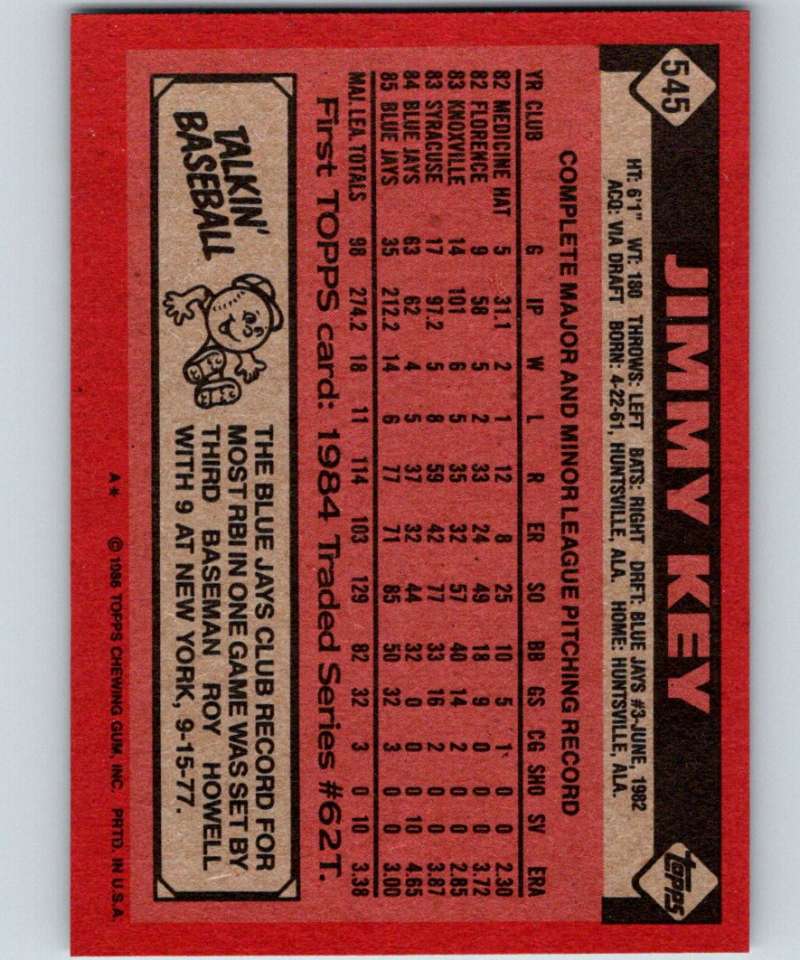 545
JIMMY KEY
topps
HT: 6'1" WT: 180 THROWS: LEFT BATS: RIGHT DRFT: BLUE JAYS #3-JUNE, 1982
ACQ: VIA DRAFT BORN: 4-22-61, HUNTSVILLE, ALA. HOME: HUNTSVILLE, ALA.
COMPLETE MAJOR AND MINOR LEAGUE PITCHING RECORD
YR CLUB G IP W L R ER SO BB GS CG SHO SV ERA
82 MEDICINE HAT 5 31.1 2 1 12 8 25 10 5 1 0 0 2.30
82 FLORENCE 9 58 5 2 33 24 49 18 9 0 0 0 3.72
83 KNOXVILLE 14 101 6 5 35 32 57 40 14 2 0 0 2.85
83 SYRACUSE 17 97.2 5 8 59 42 77 33 16 2 0 0 3.87
84 BLUE JAYS 63 62 4 5 37 32 44 32 0 0 0 10 4.65
85 BLUE JAYS 35 212.2 14 6 77 71 85 50 32 3 0 0 3.00
MAJ. LEA. TOTALS 98 274.2 18 11 114 103 129 82 32 3 0 10 3.38
First TOPPS card: 1984 Traded Series #62T.
TALKIN'
BASEBALL
THE BLUE JAYS CLUB RECORD FOR
MOST RBI IN ONE GAME WAS SET BY
THIRD BASEMAN ROY HOWELL
WITH 9 AT NEW YORK, 9-15-77.
A* © 1986 TOPPS CHEWING GUM, INC. PRTD. IN U.S.A.